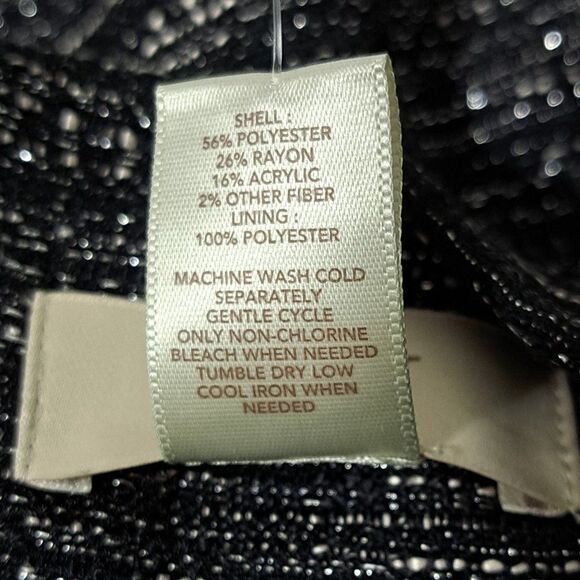 SHELL :
56% POLYESTER
26% RAYON
16% ACRYLIC
2% OTHER FIBER
LINING :
100% POLYESTER
MACHINE WASH COLD
SEPARATELY
GENTLE CYCLE
ONLY NON-CHLORINE
BLEACH WHEN NEEDED
TUMBLE DRY LOW
COOL IRON WHEN
NEEDED